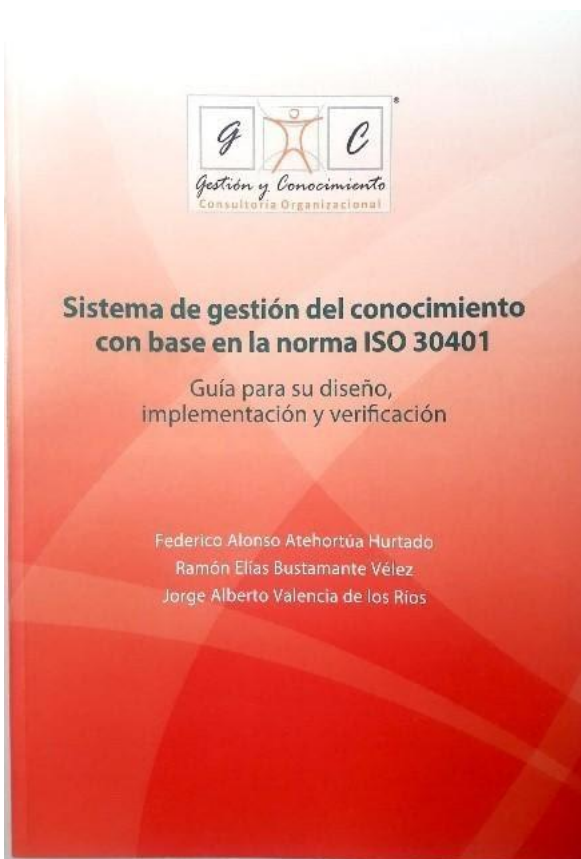 ®
G C
Gestión y Conocimiento
Consultoría Organizacional
Sistema de gestión del conocimiento
con base en la norma ISO 30401
Guía para su diseño,
implementación y verificación
Federico Alonso Atehortúa Hurtado
Ramón Elías Bustamante Vélez
Jorge Alberto Valencia de los Ríos